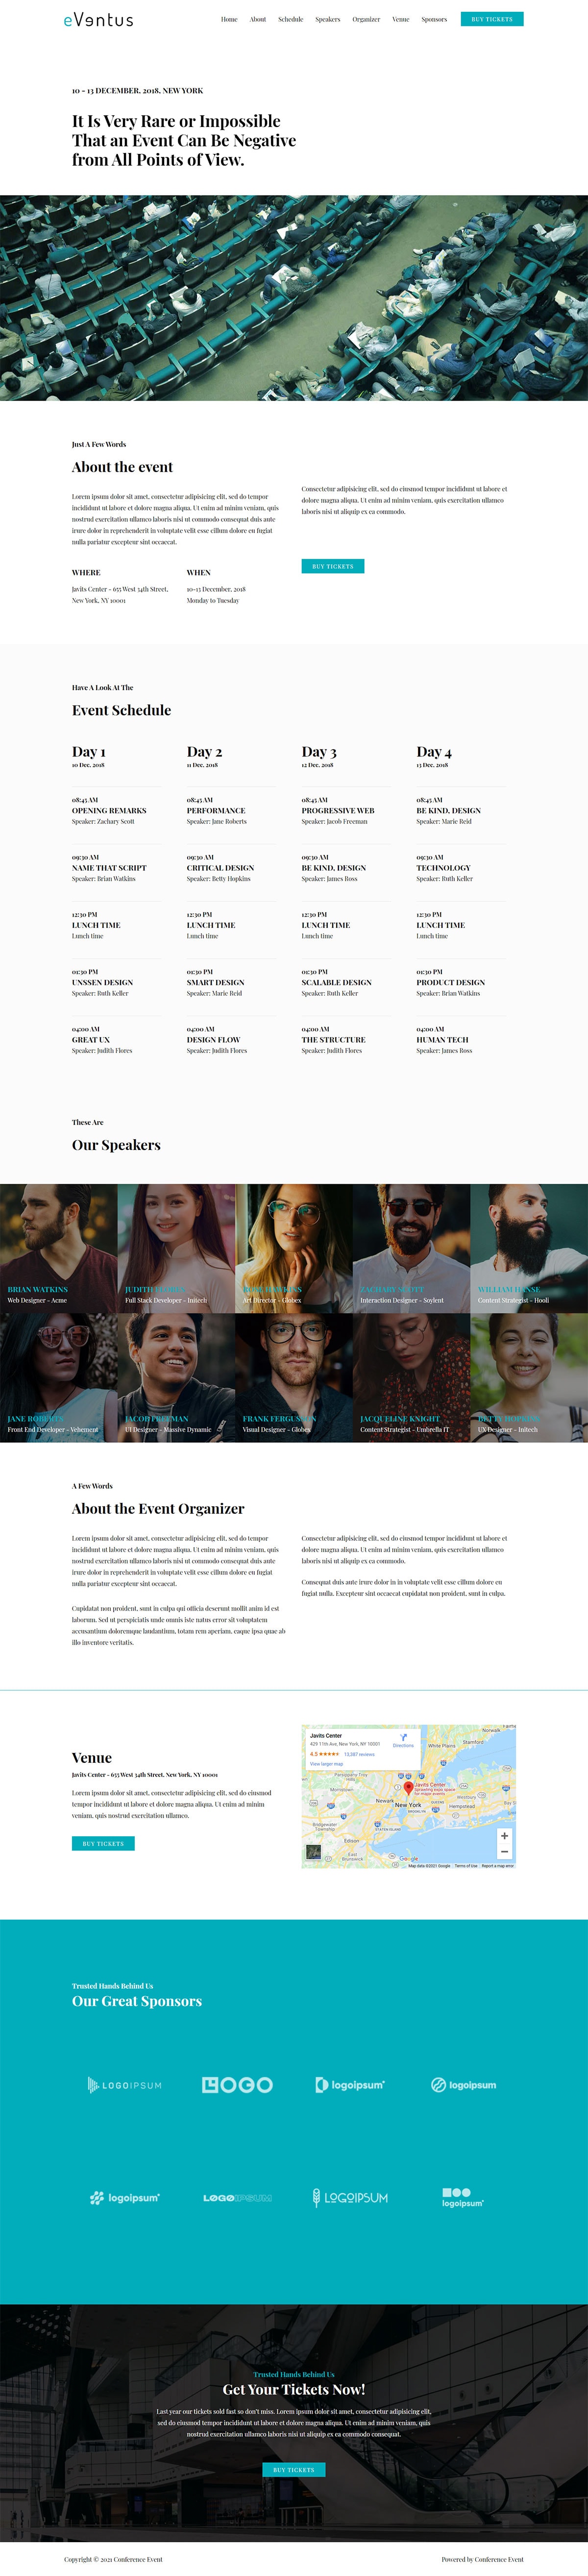 eVentus
Home About Schedule Speakers Organizer Venue Sponsors BUY TICKETS
10 - 13 DECEMBER, 2018, NEW YORK
It Is Very Rare or Impossible
That an Event Can Be Negative
from All Points of View.
Just A Few Words
About the event
Lorem ipsum dolor sit amet, consectetur adipisicing elit, sed do tempor
incididunt ut labore et dolore magna aliqua. Ut enim ad minim veniam, quis
nostrud exercitation ullamco laboris nisi ut commodo consequat duis aute
irure dolor in reprehenderit in voluptate velit esse cillum dolore eu fugiat
nulla pariatur excepteur sint occaecat.
WHERE
Javits Center - 655 West 34th Street,
New York, NY 10001
WHEN
10-13 December, 2018
Monday to Tuesday
Consectetur adipisicing elit, sed do eiusmod tempor incididunt ut labore et
dolore magna aliqua. Ut enim ad minim veniam, quis exercitation ullamco
laboris nisi ut aliquip ex ea commodo.
BUY TICKETS
Have A Look At The
Event Schedule
Day 1
10 Dec, 2018
08:45 AM
OPENING REMARKS
Speaker: Zachary Scott
09:30 AM
NAME THAT SCRIPT
Speaker: Brian Watkins
12:30 PM
LUNCH TIME
Lunch time
01:30 PM
UNSSEN DESIGN
Speaker: Ruth Keller
04:00 AM
GREAT UX
Speaker: Judith Flores
Day 2
11 Dec, 2018
08:45 AM
PERFORMANCE
Speaker: Jane Roberts
09:30 AM
CRITICAL DESIGN
Speaker: Betty Hopkins
12:30 PM
LUNCH TIME
Lunch time
01:30 PM
SMART DESIGN
Speaker: Marie Reid
04:00 AM
DESIGN FLOW
Speaker: Judith Flores
Day 3
12 Dec, 2018
08:45 AM
PROGRESSIVE WEB
Speaker: Jacob Freeman
09:30 AM
BE KIND, DESIGN
Speaker: James Ross
12:30 PM
LUNCH TIME
Lunch time
01:30 PM
SCALABLE DESIGN
Speaker: Ruth Keller
04:00 AM
THE STRUCTURE
Speaker: Judith Flores
Day 4
13 Dec, 2018
08:45 AM
BE KIND, DESIGN
Speaker: Marie Reid
09:30 AM
TECHNOLOGY
Speaker: Ruth Keller
12:30 PM
LUNCH TIME
Lunch time
01:30 PM
PRODUCT DESIGN
Speaker: Brian Watkins
04:00 AM
HUMAN TECH
Speaker: James Ross
These Are
Our Speakers
BRIAN WATKINS
Web Designer - Acme
JUDITH
Full Stack Developer - Initech
Art Director - Globex
ZACHARY SCOTT
Interaction Designer - Soylent
WILLIAM
Content Strategist - Hooli
JANE ROBERTS
Front End Developer - Vehement
JACOB FREEMAN
UI Designer - Massive Dynamic
FRANK FERGUSSON
Visual Designer - Globex
JACQUELINE KNIGHT
Content Strategist - Umbrella IT
BETTY HOPKINS
UX Designer - Initech
A Few Words
About the Event Organizer
Lorem ipsum dolor sit amet, consectetur adipisicing elit, sed do tempor
incididunt ut labore et dolore magna aliqua. Ut enim ad minim veniam, quis
nostrud exercitation ullamco laboris nisi ut commodo consequat duis aute
irure dolor in reprehenderit in voluptate velit esse cillum dolore eu fugiat
nulla pariatur excepteur sint occaecat.
Cupidatat non proident, sunt in culpa qui officia deserunt mollit anim id est
laborum. Sed ut perspiciatis unde omnis iste natus error sit voluptatem
accusantium doloremque laudantium, totam rem aperiam, eaque ipsa quae ab
illo inventore veritatis.
Consectetur adipisicing elit, sed do eiusmod tempor incididunt ut labore et
dolore magna aliqua. Ut enim ad minim veniam, quis exercitation ullamco
laboris nisi ut aliquip ex ea commodo.
Consequat duis aute irure dolor in in voluptate velit esse cillum dolore eu
fugiat nulla. Excepteur sint occaecat cupidatat non proident, sunt in culpa.
Venue
Javits Center - 655 West 34th Street, New York, NY 10001
Lorem ipsum dolor sit amet, consectetur adipisicing elit, sed do eiusmod
tempor incididunt ut labore et dolore magna aliqua. Ut enim ad minim
veniam, quis nostrud exercitation ullamco.
BUY TICKETS
Javits Center
429 11th Ave, New York, NY 10001
4.5 13,087 reviews
View larger map
Directions
Norwalk
Stamford
White Plains
Parsippany-Troy
Hills
Newark
New York
Javits Center
Sprawling expo space
for major events
BROOKLYN
Hempstead
Bridgewater
Edison
EAST BRUNSWICK
Long Branch
Google
Map data ©2021 Google Terms of Use Report a map error
Trusted Hands Behind Us
Our Great Sponsors
LOGOIPSUM
LOGO
logoipsum
logoipsum
logoipsum
LOGOIPSUM
LOGOIPSUM
logoipsum
Trusted Hands Behind Us
Get Your Tickets Now!
Last year our tickets sold fast so don't miss. Lorem ipsum dolor sit amet, consectetur adipisicing elit,
sed do eiusmod tempor incididunt ut labore et dolore magna aliqua. Ut enim ad minim veniam, quis
nostrud exercitation ullamco laboris nisi ut aliquip ex ea commodo consequat.
BUY TICKETS
Copyright © 2021 Conference Event
Powered by Conference Event